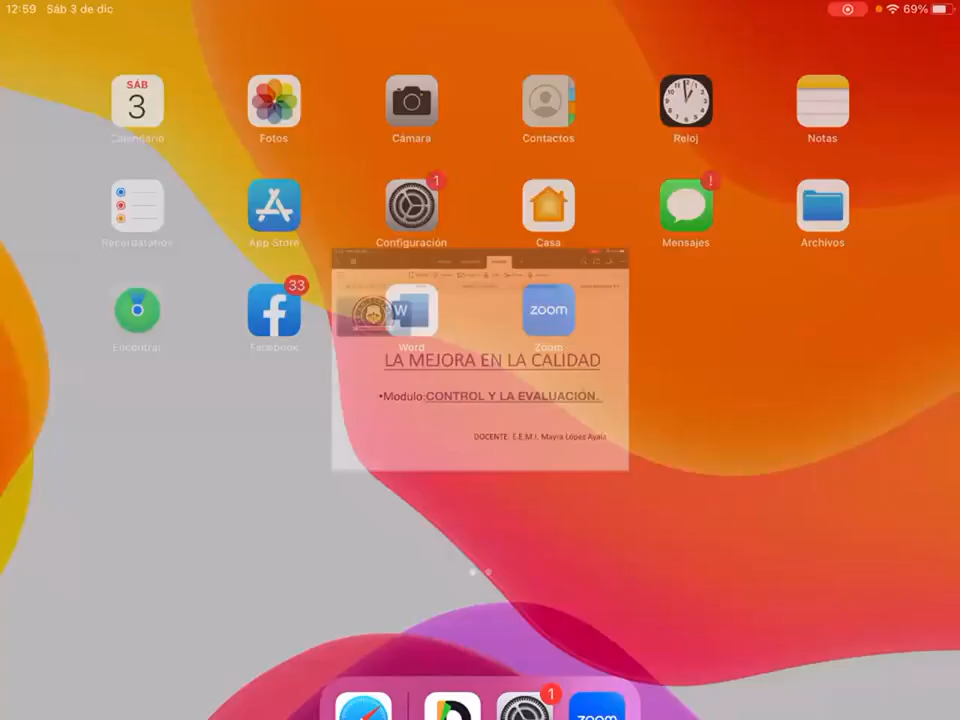 12:59 Sáb 3 de dic
69%
SÁB
3
Calendario
Fotos
Cámara
Contactos
Reloj
Notas
Recordatorios
App Store
1
Configuración
Casa
!
Mensajes
Archivos
Encontrar
33
Facebook
W
Word
zoom
Zoom
LA MEJORA EN LA CALIDAD
•Modulo:CONTROL Y LA EVALUACIÓN.
DOCENTE: E.E.M.I. Mayra López Ayala
1
zoom